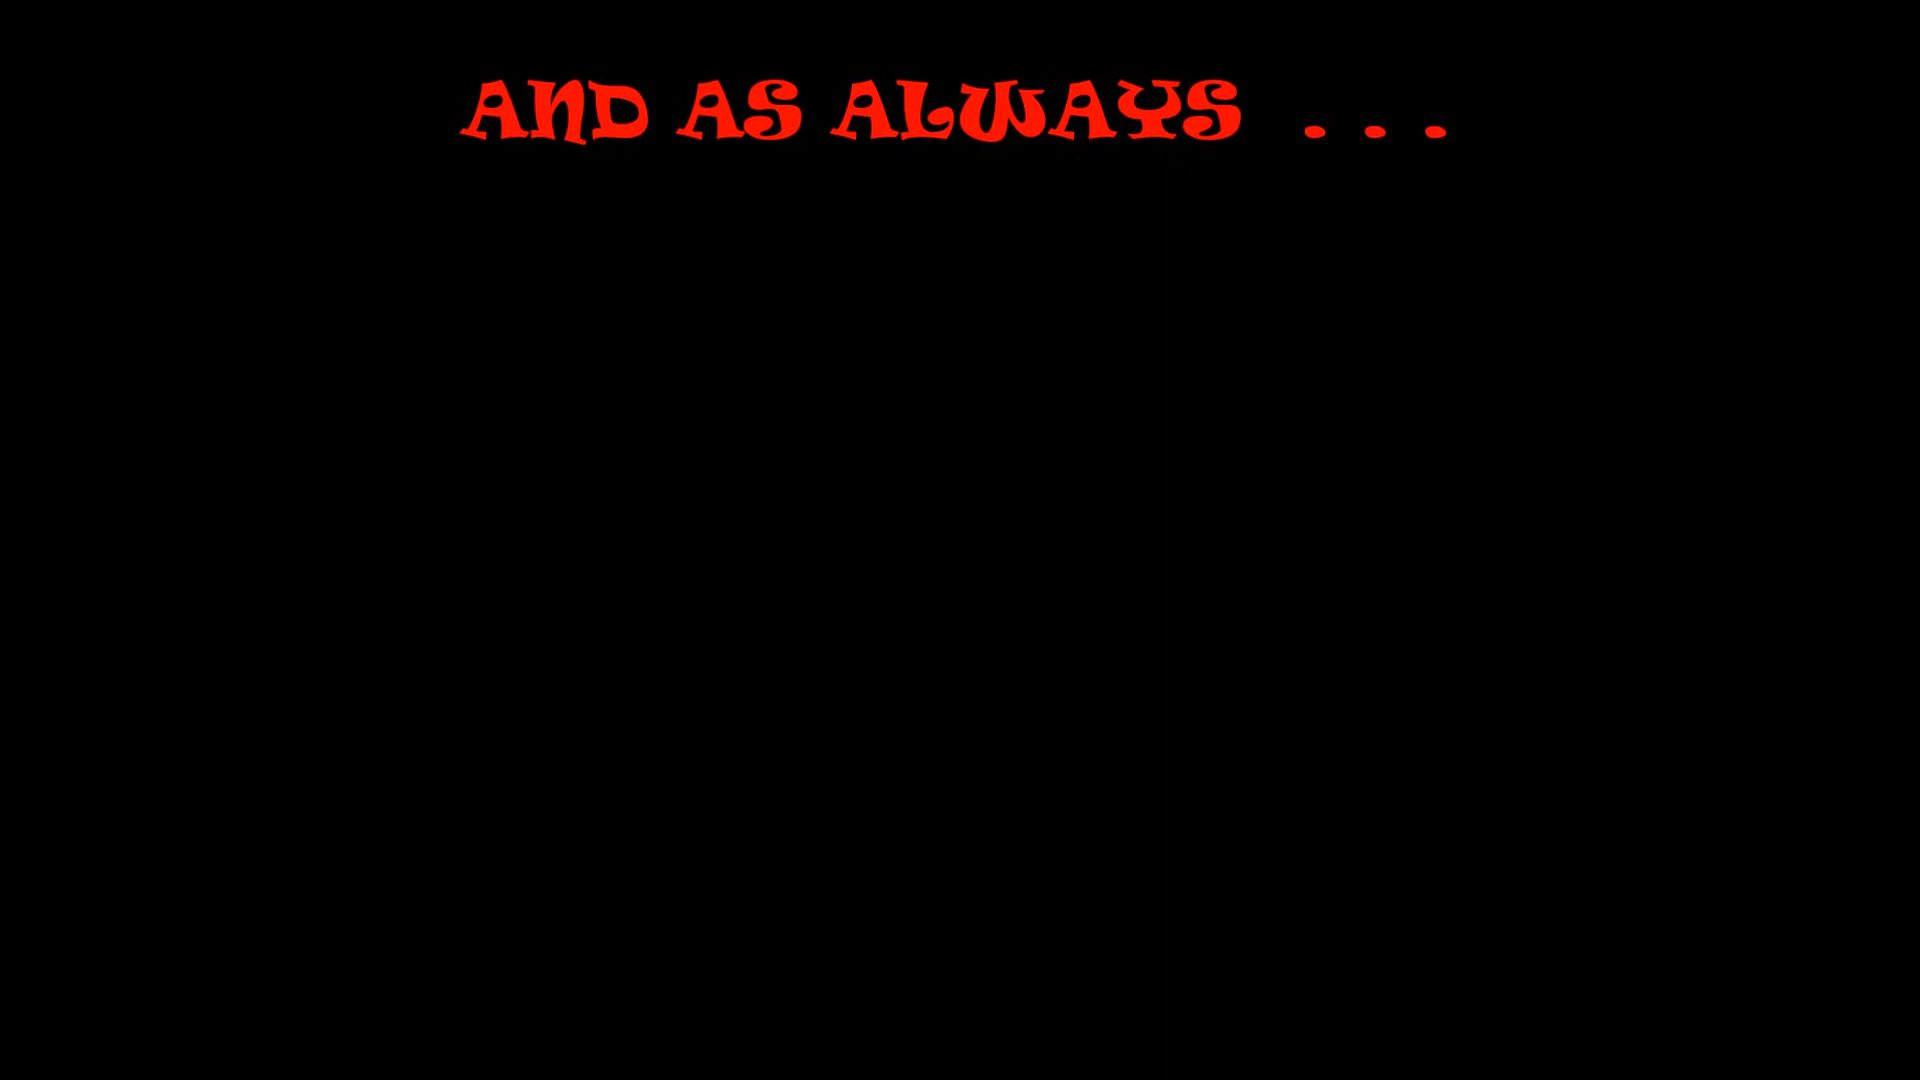 AND AS ALWAYS . . .